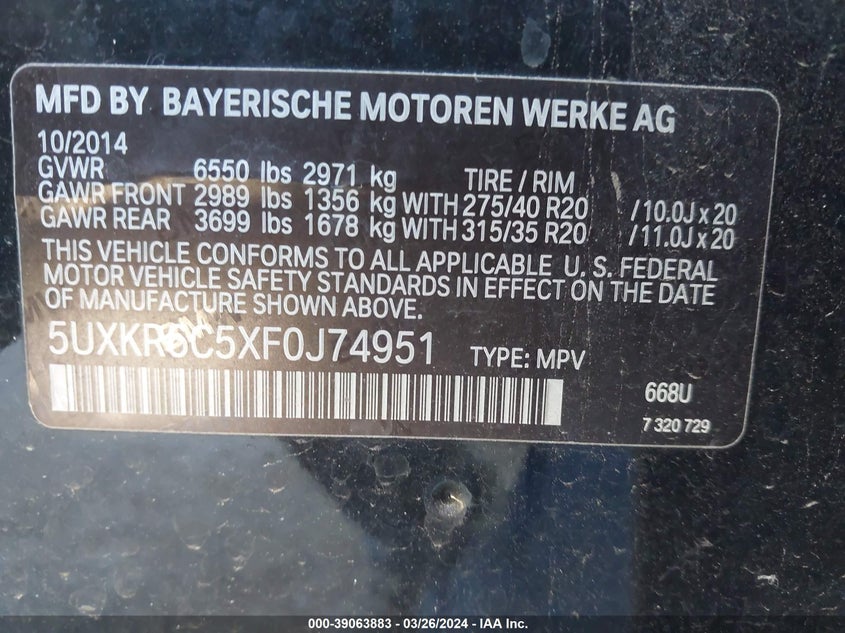 MFD BY BAYERISCHE MOTOREN WERKE AG
10/2014
GVWR 6550 lbs 2971 kg TIRE / RIM
GAWR FRONT 2989 lbs 1356 kg WITH 275/40 R20 / 10.0J x 20
GAWR REAR 3699 lbs 1678 kg WITH 315/35 R20 / 11.0J x 20
THIS VEHICLE CONFORMS TO ALL APPLICABLE U. S. FEDERAL
MOTOR VEHICLE SAFETY STANDARDS IN EFFECT ON THE DATE
OF MANUFACTURE SHOWN ABOVE.
5UXKR6C5XF0J74951 TYPE: MPV
668U
7 320 729
000-39063883 / 03/26/2024 - IAA Inc.